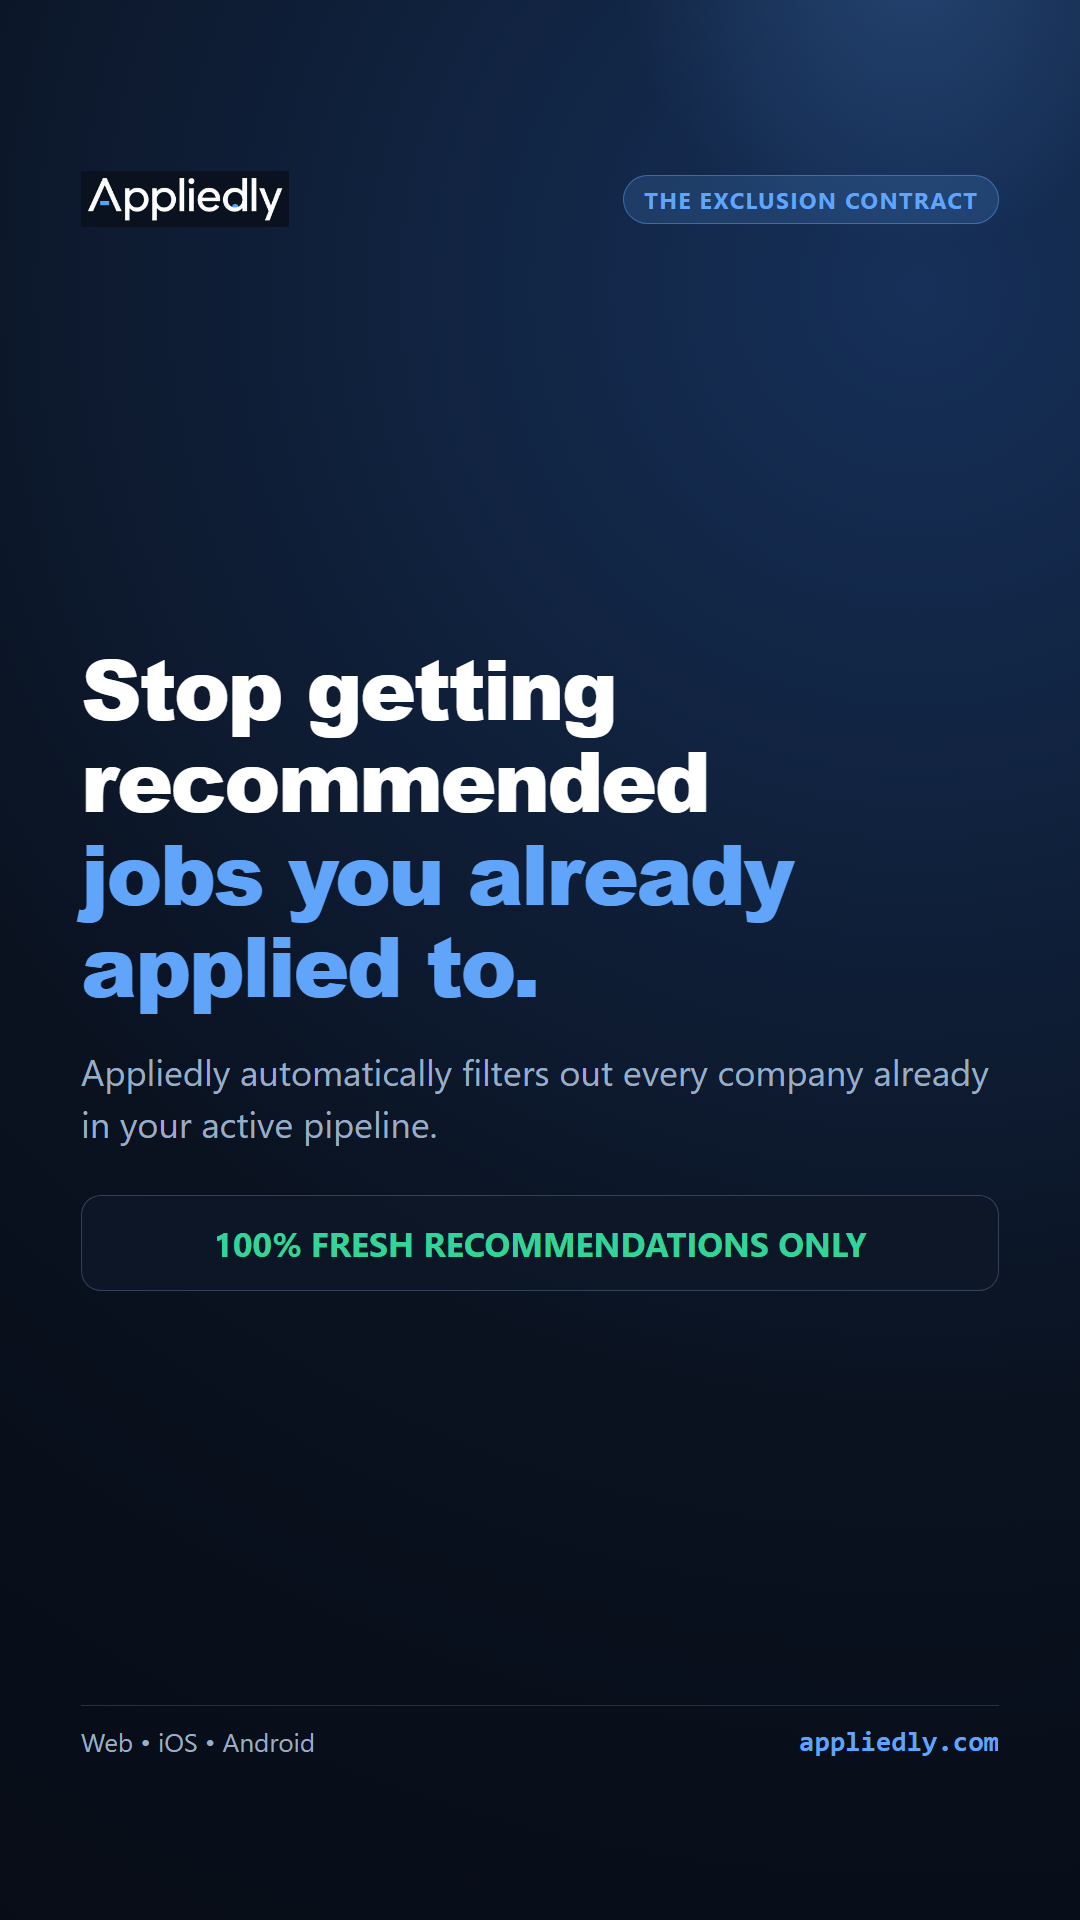 Appliedly
THE EXCLUSION CONTRACT
Stop getting
recommended
jobs you already
applied to.
Appliedly automatically filters out every company already
in your active pipeline.
100% FRESH RECOMMENDATIONS ONLY
Web • iOS • Android
appliedly.com